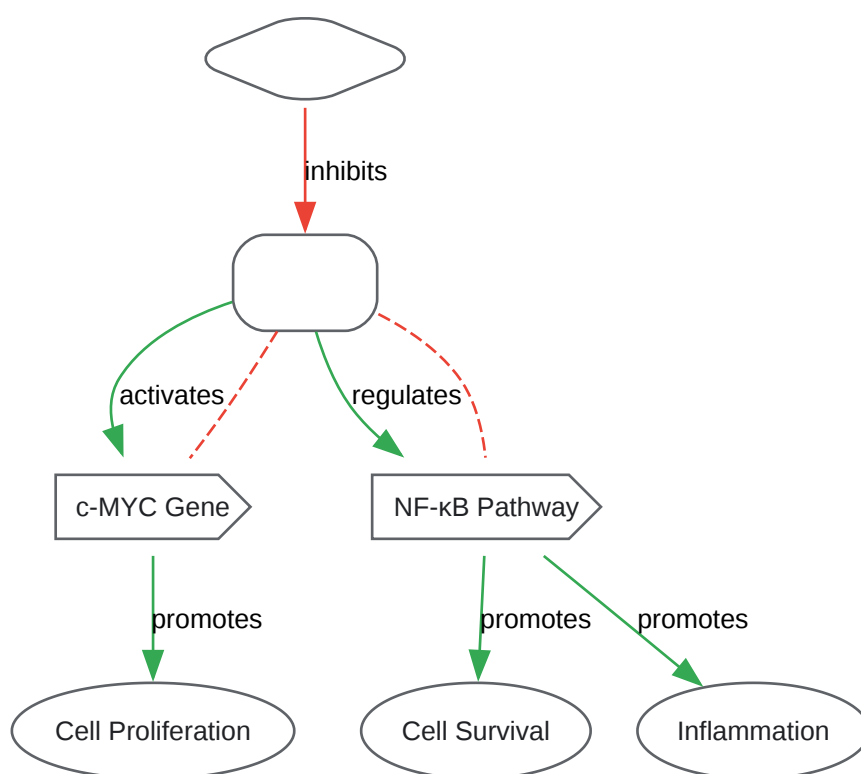 inhibits
activates
regulates
c-MYC Gene
NF-κB Pathway
promotes
promotes
promotes
Cell Proliferation
Cell Survival
Inflammation